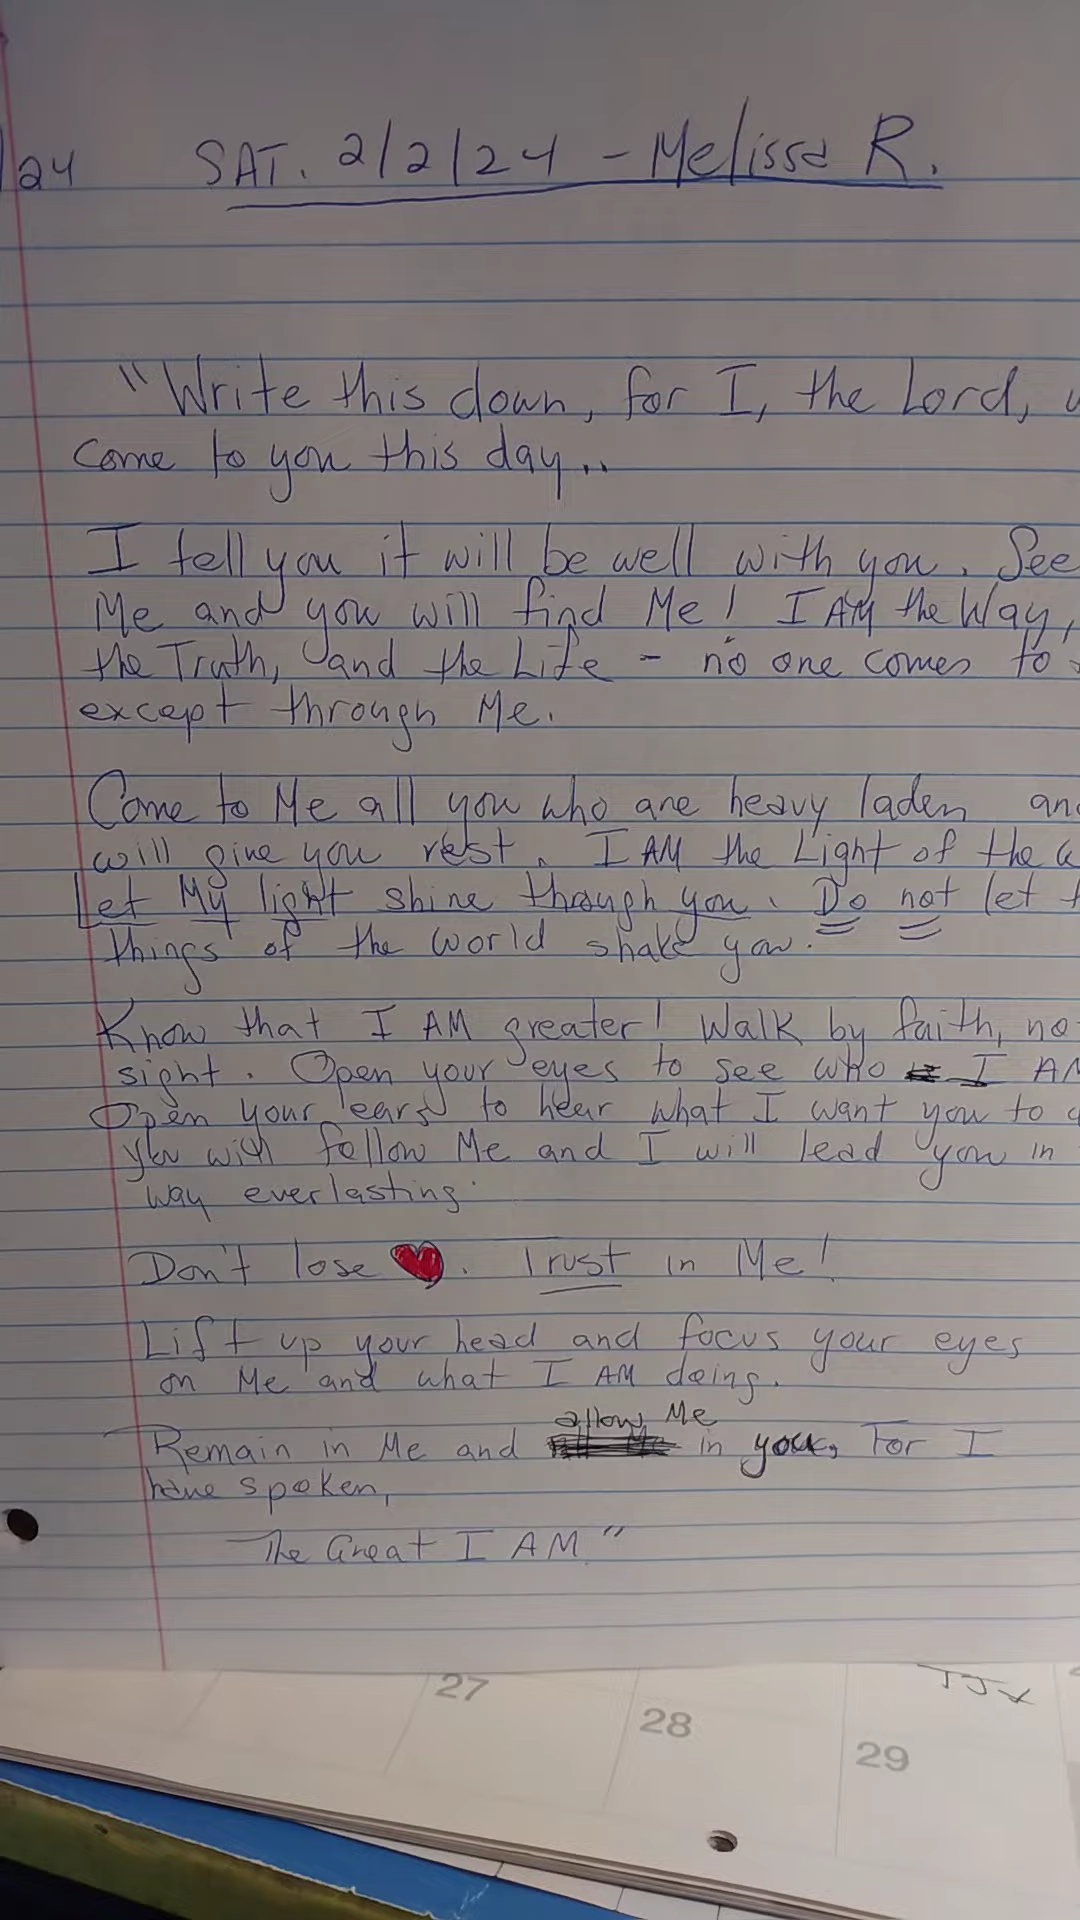 /24 SAT. 2/2/24 - Melissa R.
"Write this down, for I, the Lord,
come to you this day..
I tell you it will be well with you. See
Me and you will find Me! I AM the Way,
the Truth, and the Life - no one comes to
except through Me.
Come to Me all you who are heavy laden and
will give you rest. I AM the Light of the
Let My light shine through you. Do not let
things of the world shake you.
Know that I AM greater! Walk by faith, no
sight. Open your eyes to see who I AM
Open your ears to hear what I want you to
you will follow Me and I will lead you in
way everlasting.
Don't lose ❤. Trust in Me!
Lift up your head and focus your eyes
on Me and what I AM doing.
allow Me
Remain in Me and in you, For I
have spoken,
The Great I AM."
27
28
29